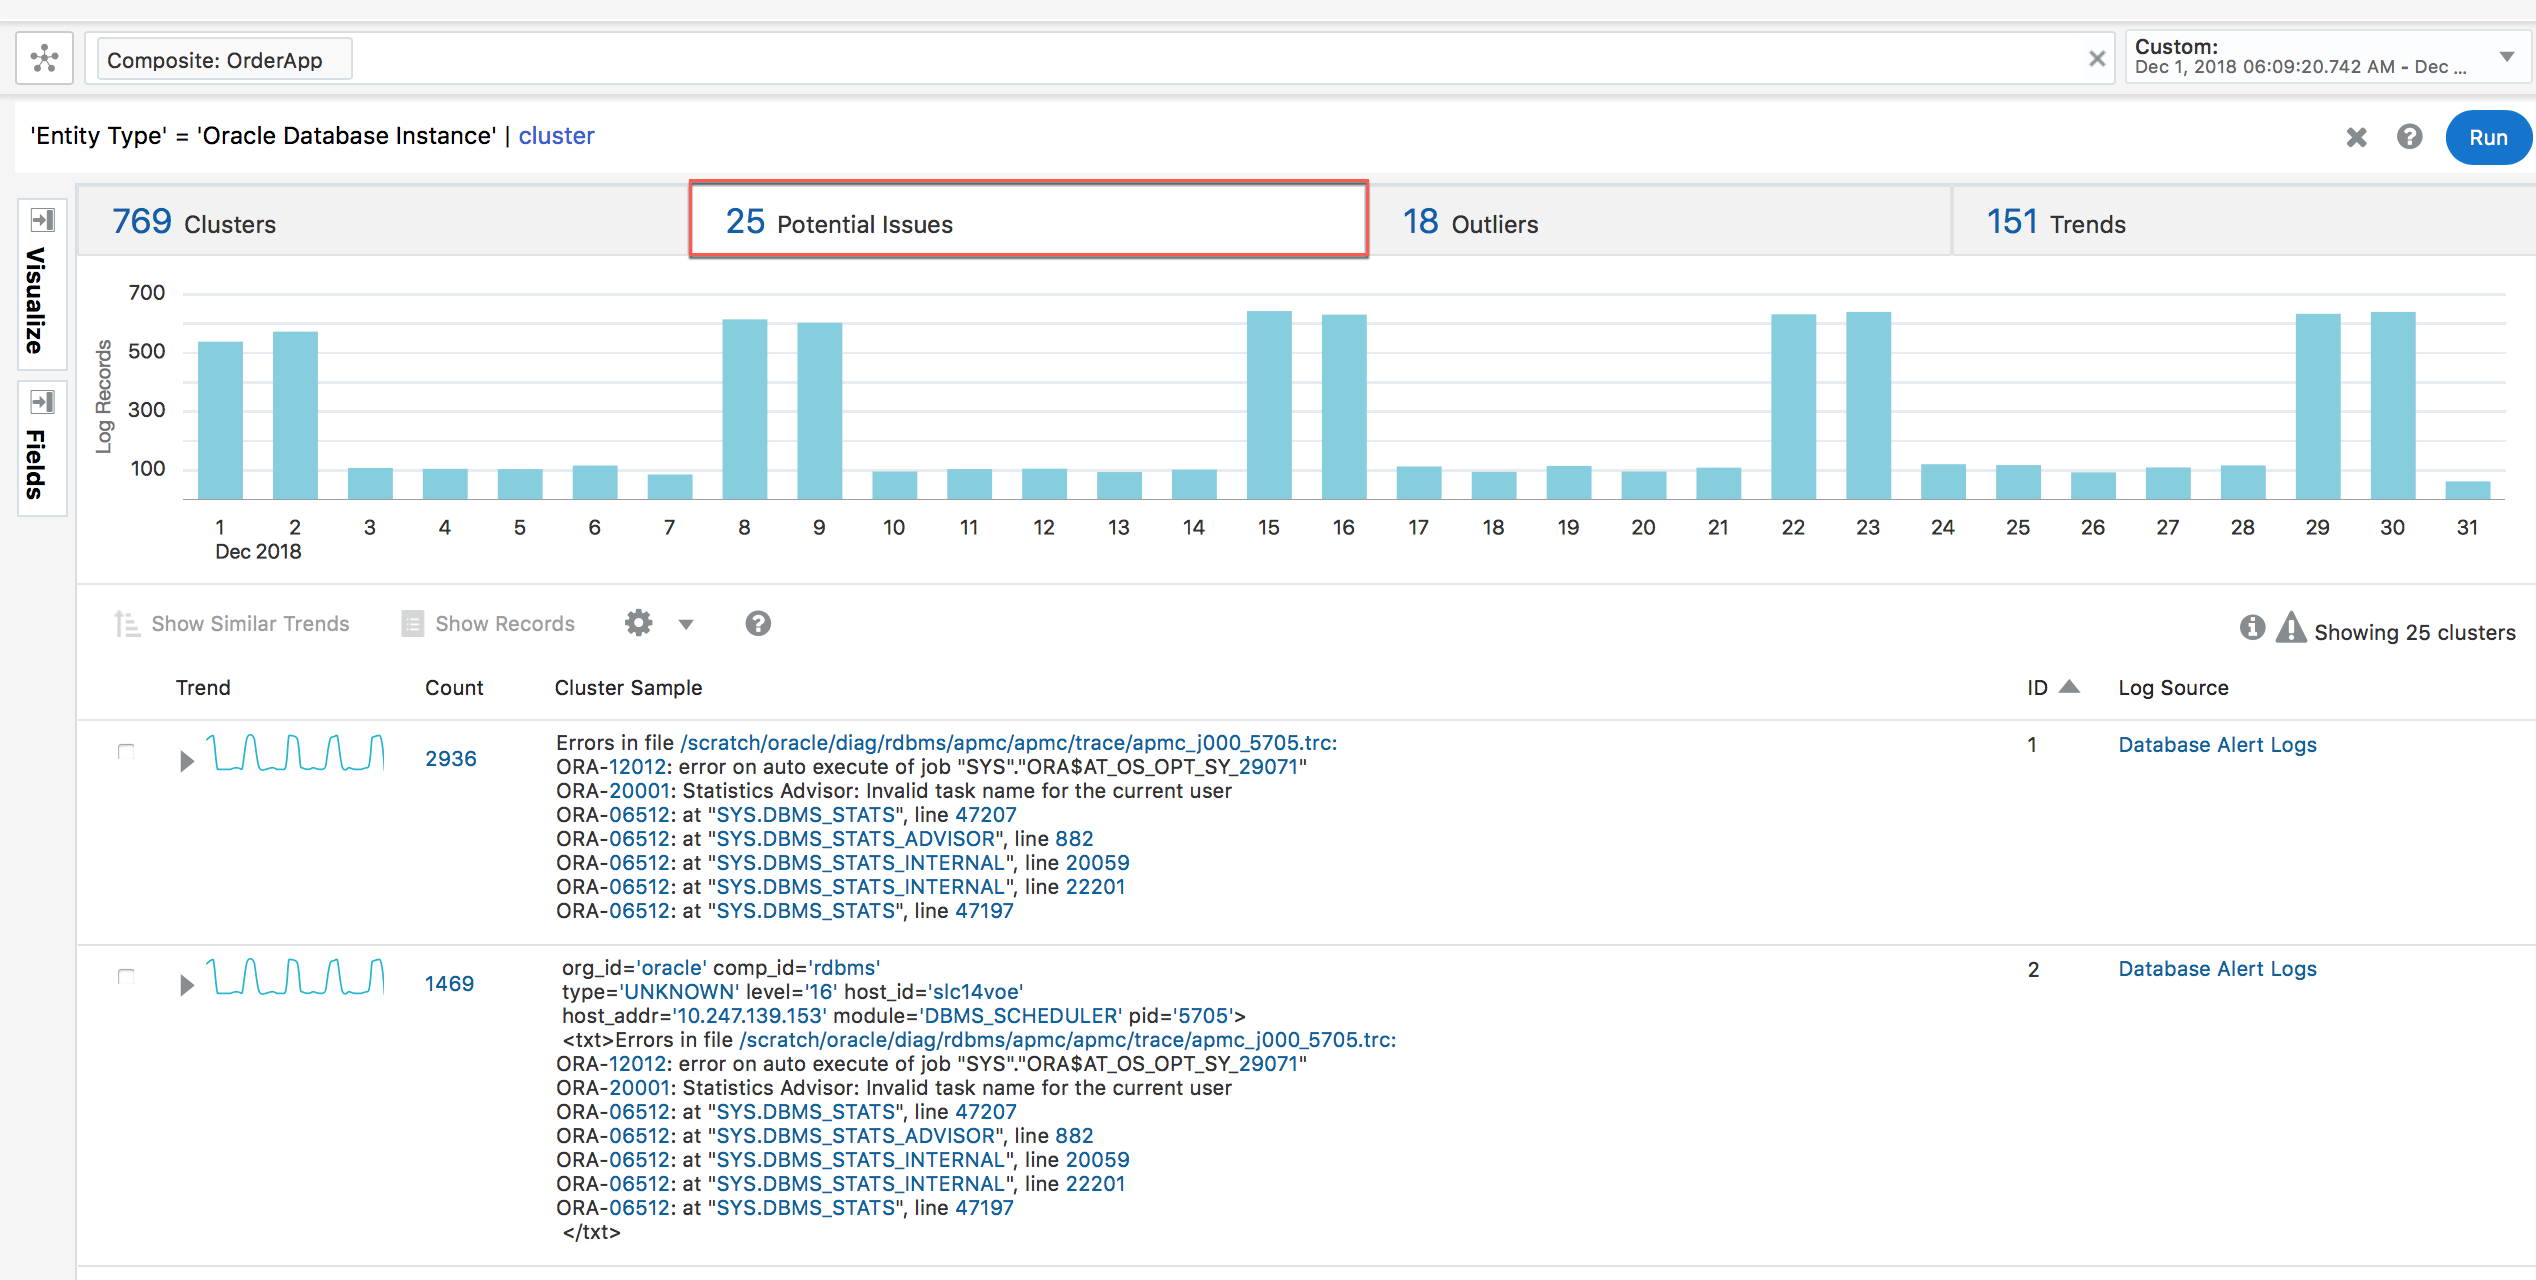 Composite: OrderApp
Custom:
Dec 1, 2018 06:09:20.742 AM - Dec ...
'Entity Type' = 'Oracle Database Instance' | cluster
Run
Visualize
Fields
769 Clusters
25 Potential Issues
18 Outliers
151 Trends
Log Records
700
500
300
100
1 2 3 4 5 6 7 8 9 10 11 12 13 14 15 16 17 18 19 20 21 22 23 24 25 26 27 28 29 30 31
Dec 2018
Show Similar Trends
Show Records
Showing 25 clusters
Trend Count Cluster Sample ID Log Source
2936
Errors in file /scratch/oracle/diag/rdbms/apmc/apmc/trace/apmc_j000_5705.trc:
ORA-12012: error on auto execute of job "SYS"."ORA$AT_OS_OPT_SY_29071"
ORA-20001: Statistics Advisor: Invalid task name for the current user
ORA-06512: at "SYS.DBMS_STATS", line 47207
ORA-06512: at "SYS.DBMS_STATS_ADVISOR", line 882
ORA-06512: at "SYS.DBMS_STATS_INTERNAL", line 20059
ORA-06512: at "SYS.DBMS_STATS_INTERNAL", line 22201
ORA-06512: at "SYS.DBMS_STATS", line 47197
1
Database Alert Logs
1469
org_id='oracle' comp_id='rdbms'
type='UNKNOWN' level='16' host_id='slc14voe'
host_addr='10.247.139.153' module='DBMS_SCHEDULER' pid='5705'>
<txt>Errors in file /scratch/oracle/diag/rdbms/apmc/apmc/trace/apmc_j000_5705.trc:
ORA-12012: error on auto execute of job "SYS"."ORA$AT_OS_OPT_SY_29071"
ORA-20001: Statistics Advisor: Invalid task name for the current user
ORA-06512: at "SYS.DBMS_STATS", line 47207
ORA-06512: at "SYS.DBMS_STATS_ADVISOR", line 882
ORA-06512: at "SYS.DBMS_STATS_INTERNAL", line 20059
ORA-06512: at "SYS.DBMS_STATS_INTERNAL", line 22201
ORA-06512: at "SYS.DBMS_STATS", line 47197
</txt>
2
Database Alert Logs